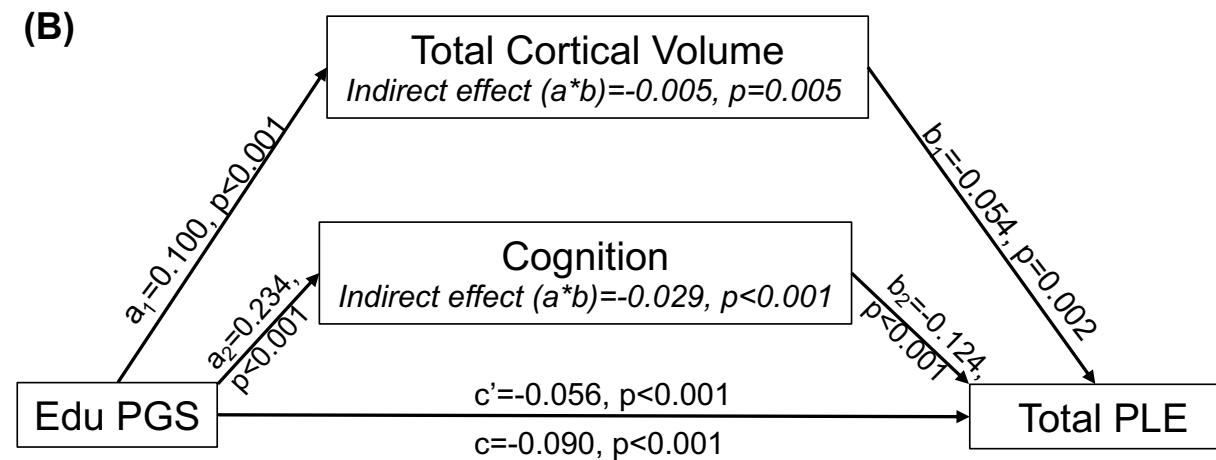 (B)
Total Cortical Volume
Indirect effect (a*b)=-0.005, p=0.005
a₁=0.100, p<0.001
b₁=-0.054, p=0.002
Cognition
Indirect effect (a*b)=-0.029, p<0.001
a₂=0.234,
p<0.001
b₂=-0.124,
p<0.001
Edu PGS
c’=-0.056, p<0.001
c=-0.090, p<0.001
Total PLE